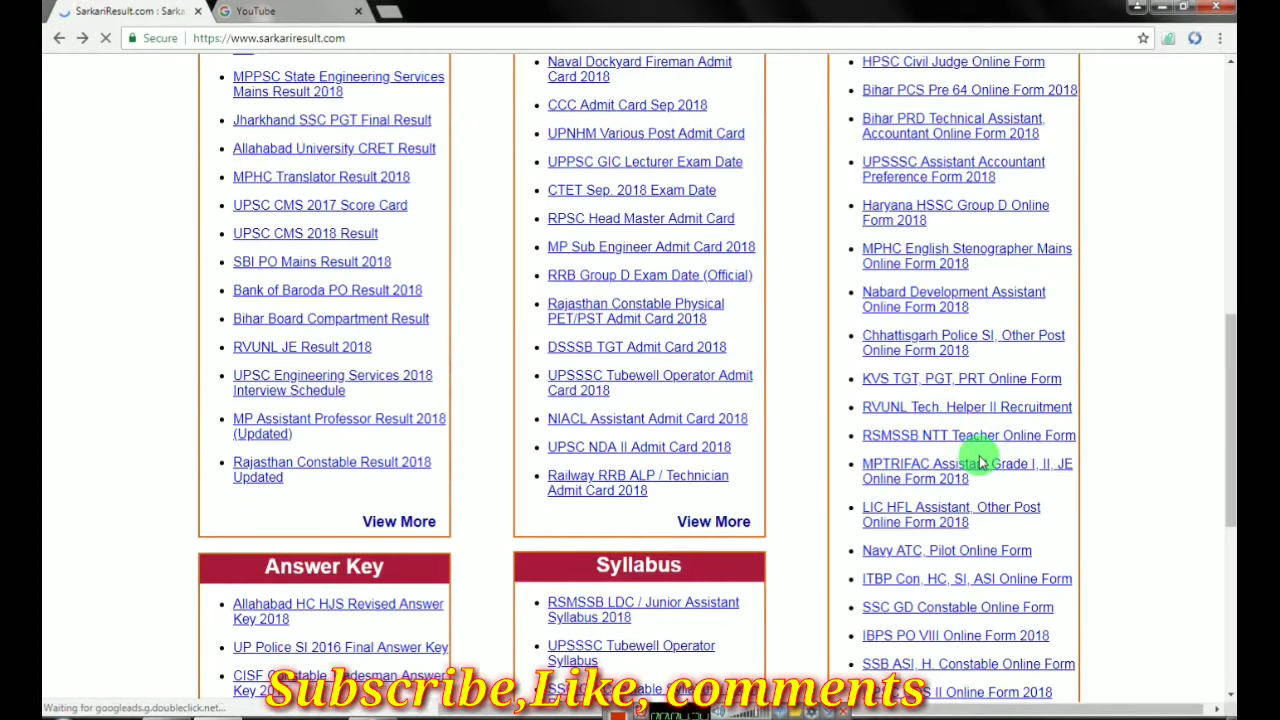 SarkariResult.com : Sarka
YouTube
Secure
https://www.sarkariresult.com
MPPSC State Engineering Services
Mains Result 2018
Jharkhand SSC PGT Final Result
Allahabad University CRET Result
MPHC Translator Result 2018
UPSC CMS 2017 Score Card
UPSC CMS 2018 Result
SBI PO Mains Result 2018
Bank of Baroda PO Result 2018
Bihar Board Compartment Result
RVUNL JE Result 2018
UPSC Engineering Services 2018
Interview Schedule
MP Assistant Professor Result 2018
(Updated)
Rajasthan Constable Result 2018
Updated
View More
Answer Key
Allahabad HC HJS Revised Answer
Key 2018
UP Police SI 2016 Final Answer Key
CISF Constable Tradesman Answer
Naval Dockyard Fireman Admit
Card 2018
CCC Admit Card Sep 2018
UPNHM Various Post Admit Card
UPPSC GIC Lecturer Exam Date
CTET Sep. 2018 Exam Date
RPSC Head Master Admit Card
MP Sub Engineer Admit Card 2018
RRB Group D Exam Date (Official)
Rajasthan Constable Physical
PET/PST Admit Card 2018
DSSSB TGT Admit Card 2018
UPSSSC Tubewell Operator Admit
Card 2018
NIACL Assistant Admit Card 2018
UPSC NDA II Admit Card 2018
Railway RRB ALP / Technician
Admit Card 2018
View More
Syllabus
RSMSSB LDC / Junior Assistant
Syllabus 2018
UPSSSC Tubewell Operator
Syllabus
HPSC Civil Judge Online Form
Bihar PCS Pre 64 Online Form 2018
Bihar PRD Technical Assistant,
Accountant Online Form 2018
UPSSSC Assistant Accountant
Preference Form 2018
Haryana HSSC Group D Online
Form 2018
MPHC English Stenographer Mains
Online Form 2018
Nabard Development Assistant
Online Form 2018
Chhattisgarh Police SI, Other Post
Online Form 2018
KVS TGT, PGT, PRT Online Form
RVUNL Tech. Helper II Recruitment
RSMSSB NTT Teacher Online Form
MPTRIFAC Assistant Grade I, II, JE
Online Form 2018
LIC HFL Assistant, Other Post
Online Form 2018
Navy ATC, Pilot Online Form
ITBP Con, HC, SI, ASI Online Form
SSC GD Constable Online Form
IBPS PO VIII Online Form 2018
SSB ASI, H. Constable Online Form
II Online Form 2018
Subscribe,Like, comments
Waiting for googleads.g.doubleclick.net...